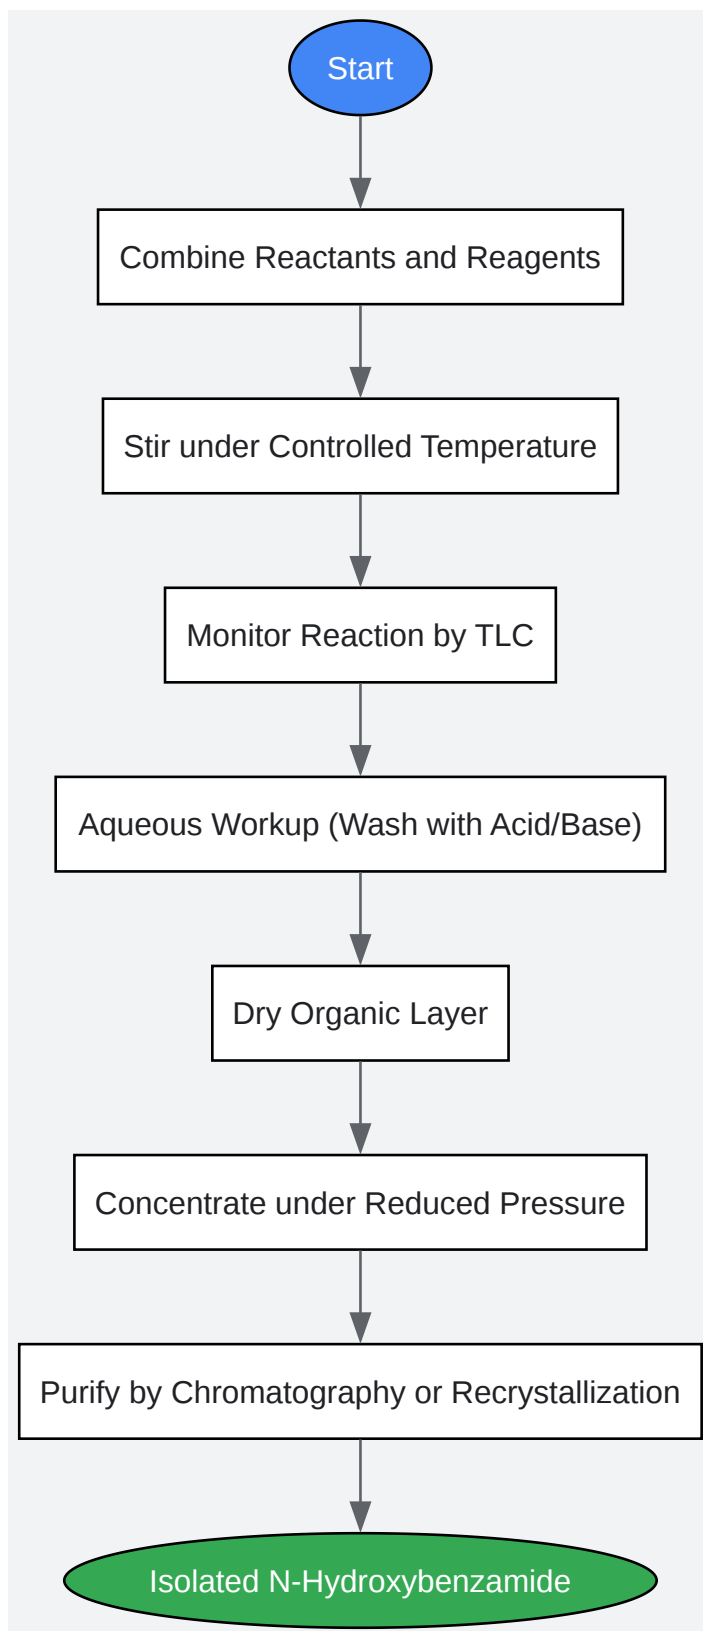 Start
Combine Reactants and Reagents
Stir under Controlled Temperature
Monitor Reaction by TLC
Aqueous Workup (Wash with Acid/Base)
Dry Organic Layer
Concentrate under Reduced Pressure
Purify by Chromatography or Recrystallization
Isolated N-Hydroxybenzamide